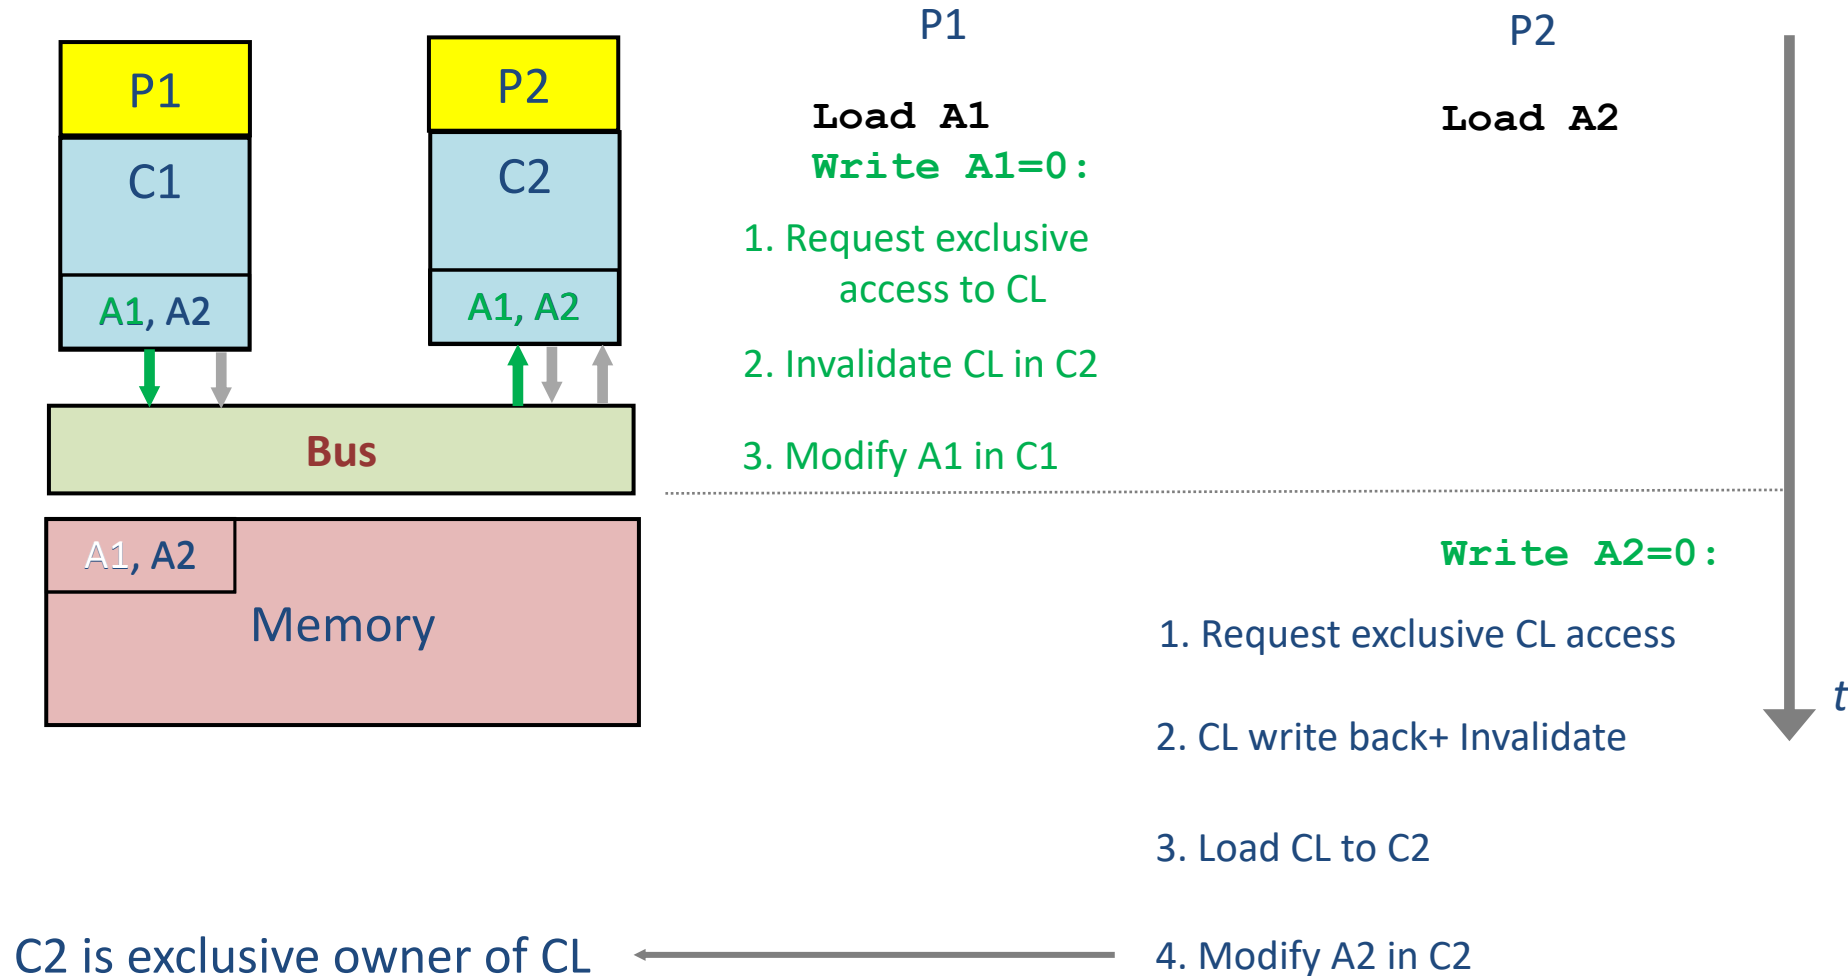 P1
P2
C1
C2
A1, A2
A1, A2
Bus
A1, A2
Memory
P1
P2
Load A1
Load A2
Write A1=0:
1. Request exclusive
access to CL
2. Invalidate CL in C2
3. Modify A1 in C1
Write A2=0:
1. Request exclusive CL access
t
2. CL write back+ Invalidate
3. Load CL to C2
4. Modify A2 in C2
C2 is exclusive owner of CL